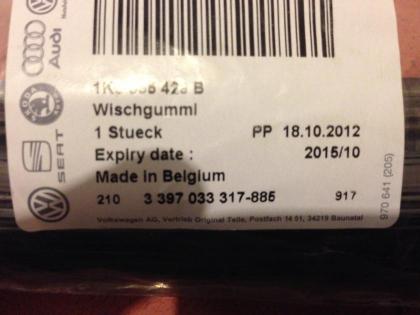 Audi
SEAT
B
Wischgummi
1 Stueck PP 18.10.2012
Expiry date : 2015/10
Made in Belgium
210 3 397 033 317-885 917
Volkswagen AG, Vertrieb Original Teile, Postfach 14 51, 34219 Baunatal
970 641 (205)